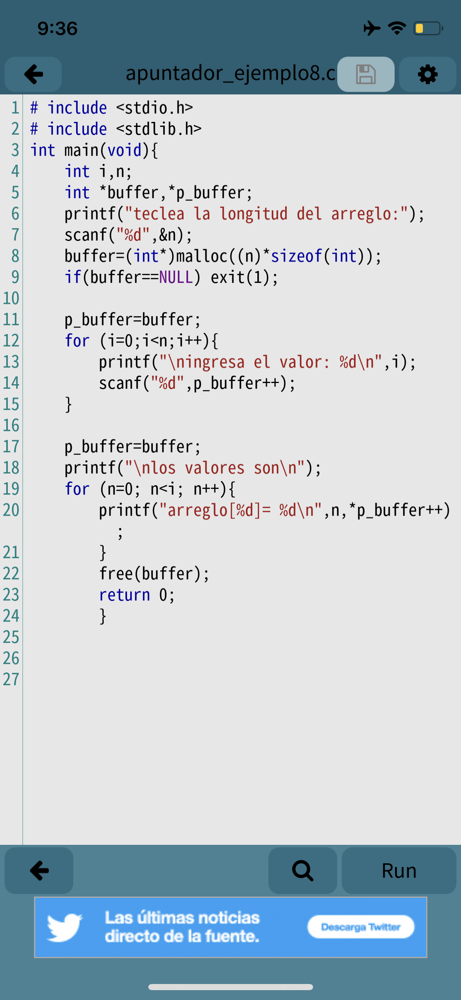 9:36
apuntador_ejemplo8.c
1 # include <stdio.h>
2 # include <stdlib.h>
3 int main(void){
4     int i,n;
5     int *buffer,*p_buffer;
6     printf("teclea la longitud del arreglo:");
7     scanf("%d",&n);
8     buffer=(int*)malloc((n)*sizeof(int));
9     if(buffer==NULL) exit(1);
10
11     p_buffer=buffer;
12     for (i=0;i<n;i++){
13         printf("\ningresa el valor: %d\n",i);
14         scanf("%d",p_buffer++);
15     }
16
17     p_buffer=buffer;
18     printf("\nlos valores son\n");
19     for (n=0; n<i; n++){
20         printf("arreglo[%d]= %d\n",n,*p_buffer++)
;
21         }
22         free(buffer);
23         return 0;
24         }
25
26
27
Run
Las últimas noticias
directo de la fuente.
Descarga Twitter